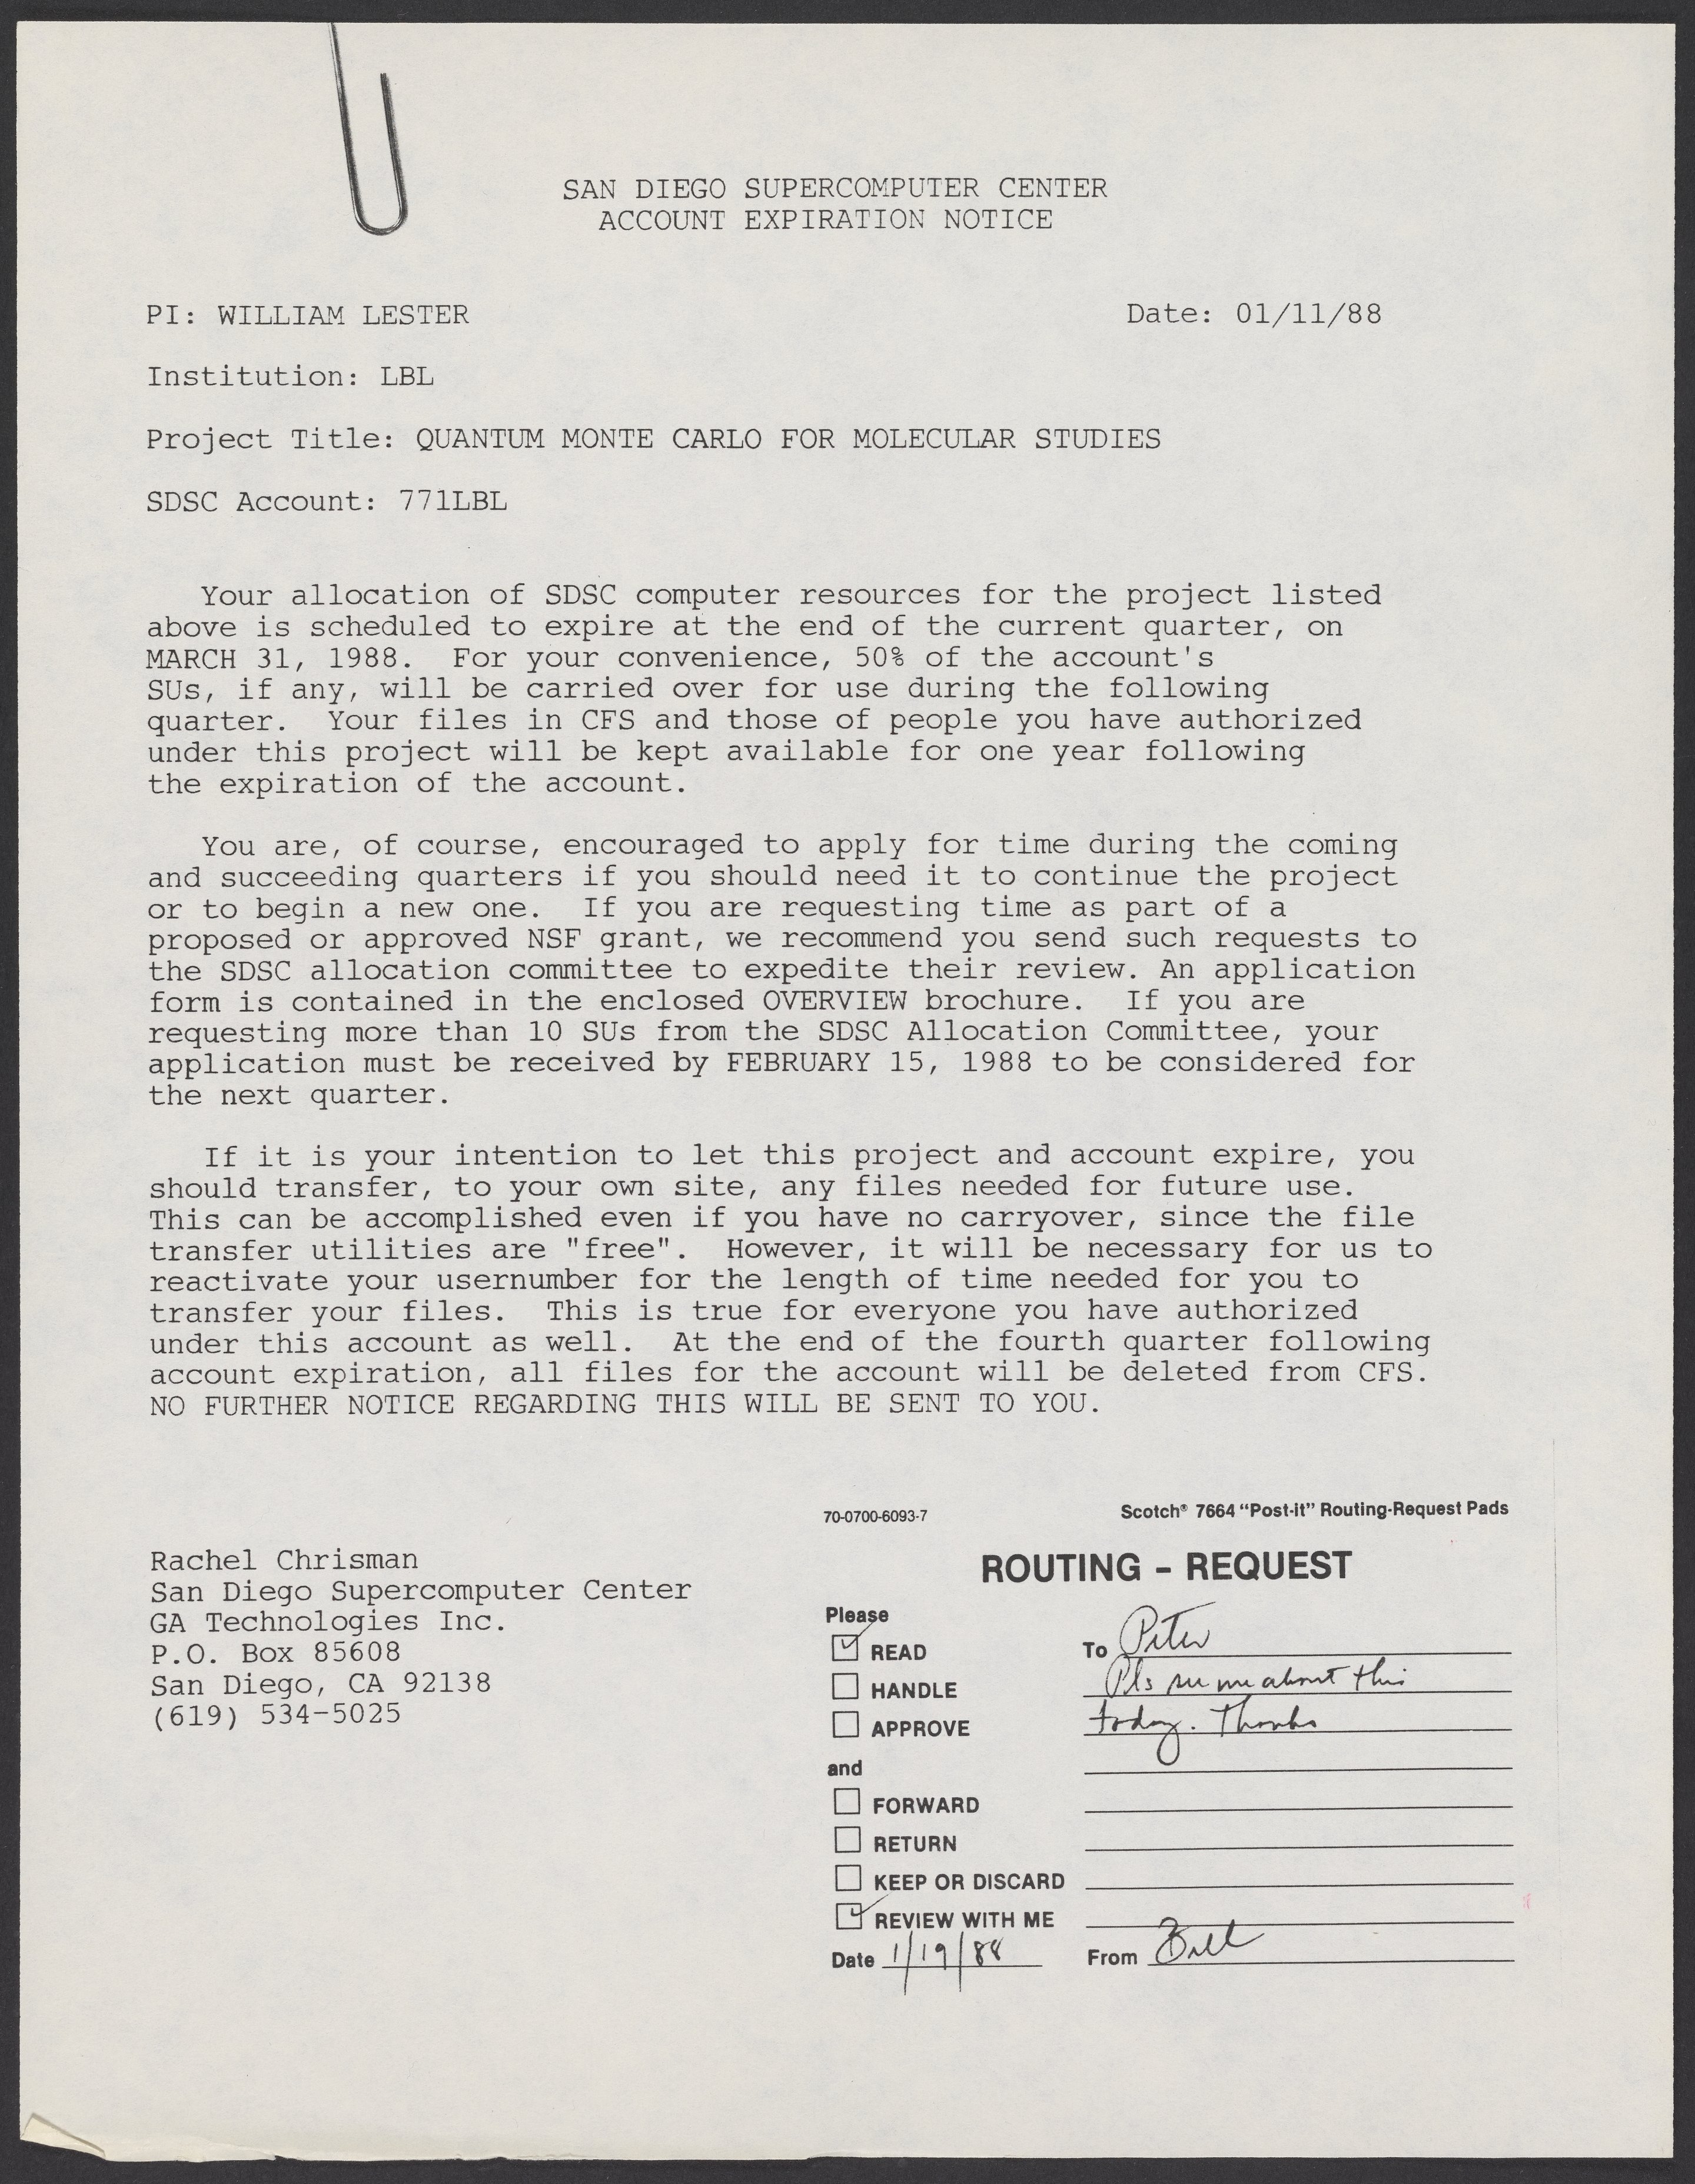 SAN DIEGO SUPERCOMPUTER CENTER
ACCOUNT EXPIRATION NOTICE
PI: WILLIAM LESTER
Date: 01/11/88
Institution: LBL
Project Title: QUANTUM MONTE CARLO FOR MOLECULAR STUDIES
SDSC Account: 771LBL
Your allocation of SDSC computer resources for the project listed
above is scheduled to expire at the end of the current quarter, on
MARCH 31, 1988. For your convenience, 50% of the account's
SUs, if any, will be carried over for use during the following
quarter. Your files in CFS and those of people you have authorized
under this project will be kept available for one year following
the expiration of the account.
You are, of course, encouraged to apply for time during the coming
and succeeding quarters if you should need it to continue the project
or to begin a new one. If you are requesting time as part of a
proposed or approved NSF grant, we recommend you send such requests to
the SDSC allocation committee to expedite their review. An application
form is contained in the enclosed OVERVIEW brochure. If you are
requesting more than 10 SUs from the SDSC Allocation Committee, your
application must be received by FEBRUARY 15, 1988 to be considered for
the next quarter.
If it is your intention to let this project and account expire, you
should transfer, to your own site, any files needed for future use.
This can be accomplished even if you have no carryover, since the file
transfer utilities are "free". However, it will be necessary for us to
reactivate your usernumber for the length of time needed for you to
transfer your files. This is true for everyone you have authorized
under this account as well. At the end of the fourth quarter following
account expiration, all files for the account will be deleted from CFS.
NO FURTHER NOTICE REGARDING THIS WILL BE SENT TO YOU.
Rachel Chrisman
San Diego Supercomputer Center
GA Technologies Inc.
P.O. Box 85608
San Diego, CA 92138
(619) 534-5025
70-0700-6093-7
Scotch® 7664 “Post-it” Routing-Request Pads
ROUTING - REQUEST
Please
READ
HANDLE
APPROVE
and
FORWARD
RETURN
KEEP OR DISCARD
REVIEW WITH ME
Date 1/19/88
To Peter
Pls see me about this
today. Thanks
From Bill